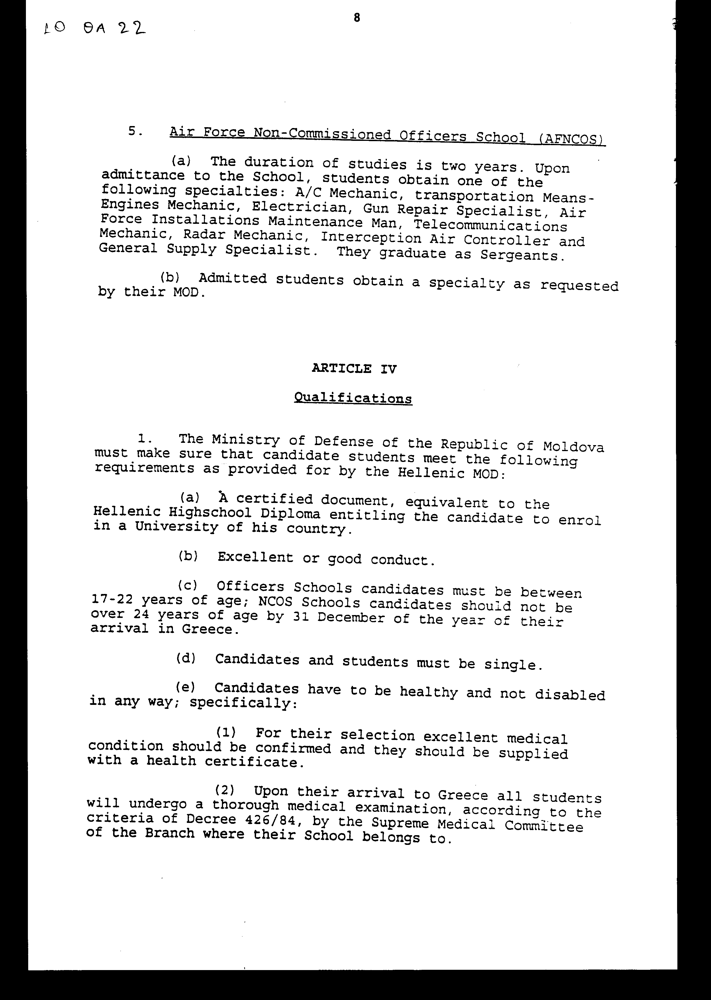 8
LO ΘA 22
5. Air Force Non-Commissioned Officers School (AFNCOS)
(a) The duration of studies is two years. Upon
admittance to the School, students obtain one of the
following specialties: A/C Mechanic, transportation Means-
Engines Mechanic, Electrician, Gun Repair Specialist, Air
Force Installations Maintenance Man, Telecommunications
Mechanic, Radar Mechanic, Interception Air Controller and
General Supply Specialist. They graduate as Sergeants.
(b) Admitted students obtain a specialty as requested
by their MOD.
ARTICLE IV
Qualifications
1. The Ministry of Defense of the Republic of Moldova
must make sure that candidate students meet the following
requirements as provided for by the Hellenic MOD:
(a) A certified document, equivalent to the
Hellenic Highschool Diploma entitling the candidate to enrol
in a University of his country.
(b) Excellent or good conduct.
(c) Officers Schools candidates must be between
17-22 years of age; NCOS Schools candidates should not be
over 24 years of age by 31 December of the year of their
arrival in Greece.
(d) Candidates and students must be single.
(e) Candidates have to be healthy and not disabled
in any way; specifically:
(1) For their selection excellent medical
condition should be confirmed and they should be supplied
with a health certificate.
(2) Upon their arrival to Greece all students
will undergo a thorough medical examination, according to the
criteria of Decree 426/84, by the Supreme Medical Committee
of the Branch where their School belongs to.